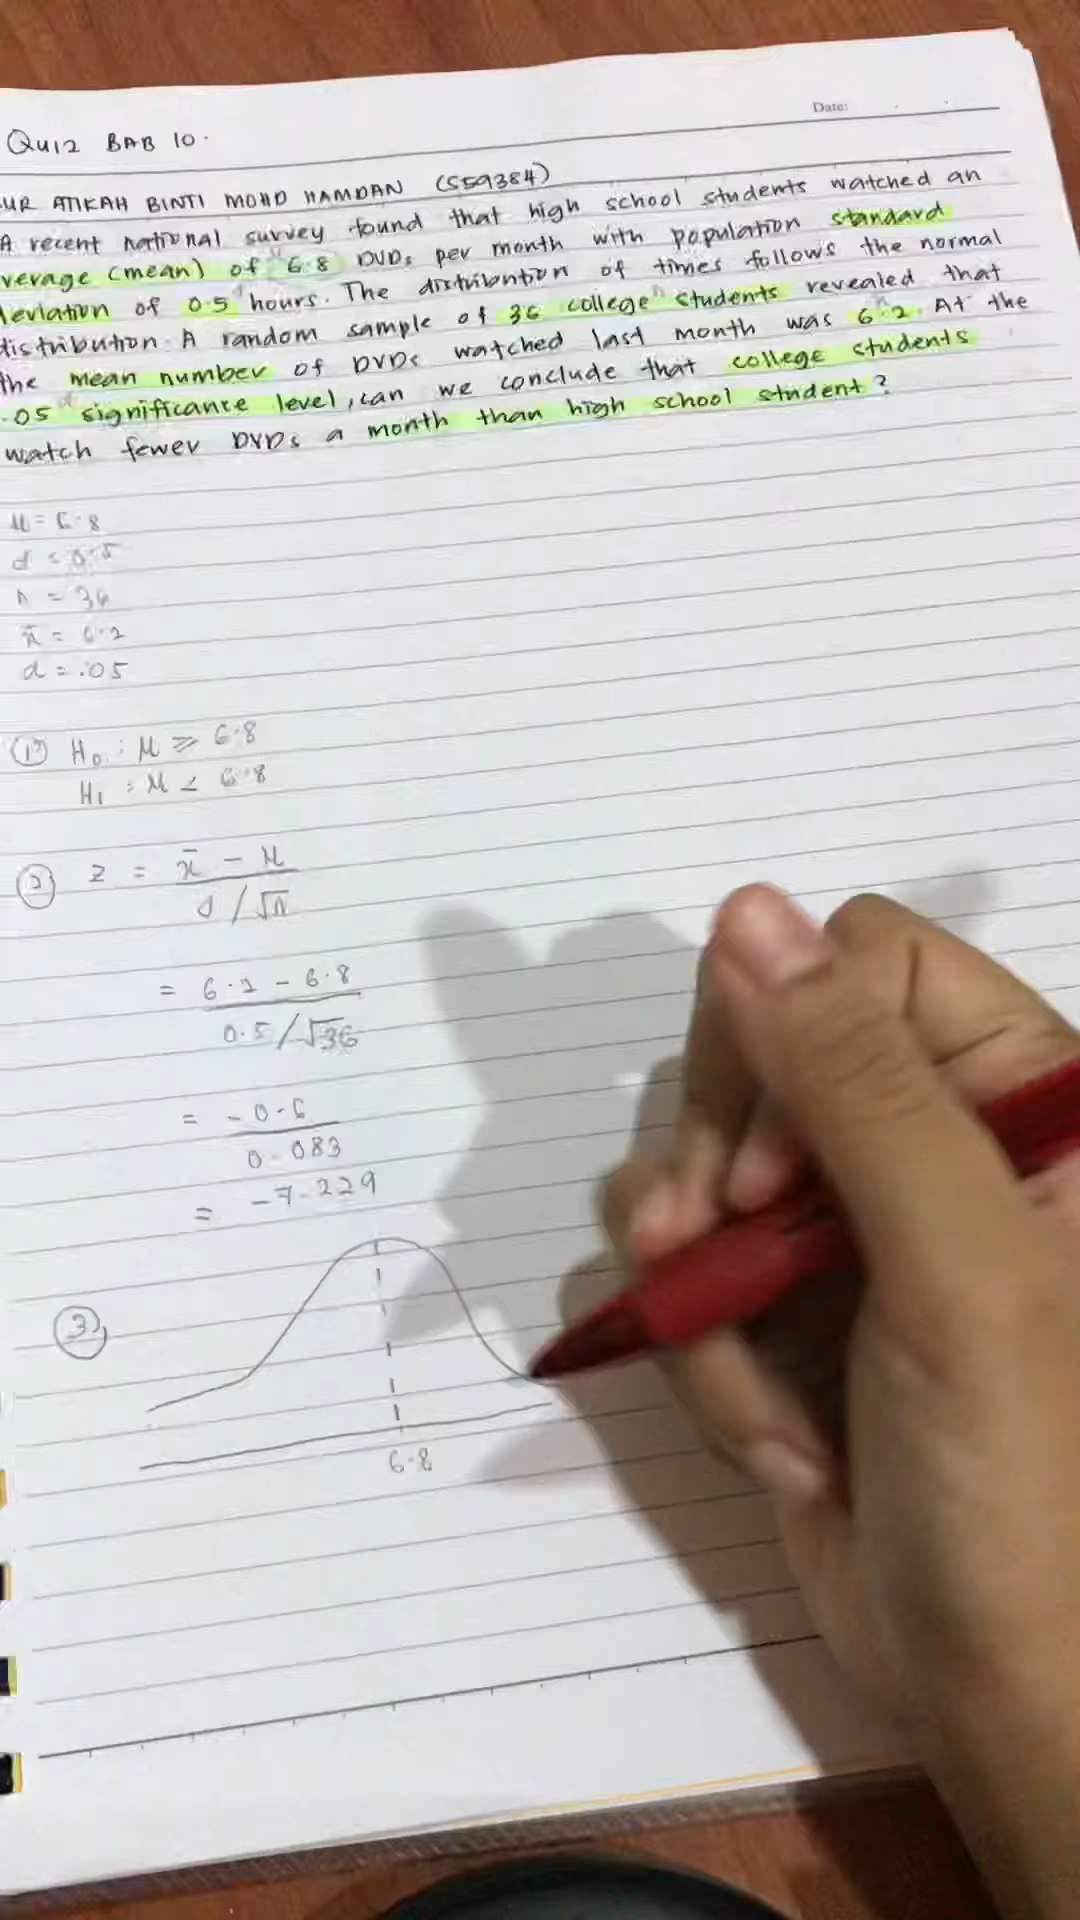 Date:
QUIZ BAB 10.
UR ATIKAH BINTI MOHD HAMDAN (S59384)
A recent national survey found that high school students watched an
verage (mean) of 6.8 DVDs per month with population standard
deviation of 0.5 hours. The distribution of times follows the normal
distribution. A random sample of 36 college students revealed that
the mean number of DVDs watched last month was 6.2. At the
.05 significance level, can we conclude that college students
watch fewer DVDs a month than high school student?
μ = 6.8
σ = 0.5
n = 36
x̄ = 6.2
α = .05
① H₀ : μ ≥ 6.8
H₁ : μ < 6.8
② z = x̄ - μ
σ / √n
= 6.2 - 6.8
0.5 / √36
= -0.6
0.083
= -7.229
③
6.8